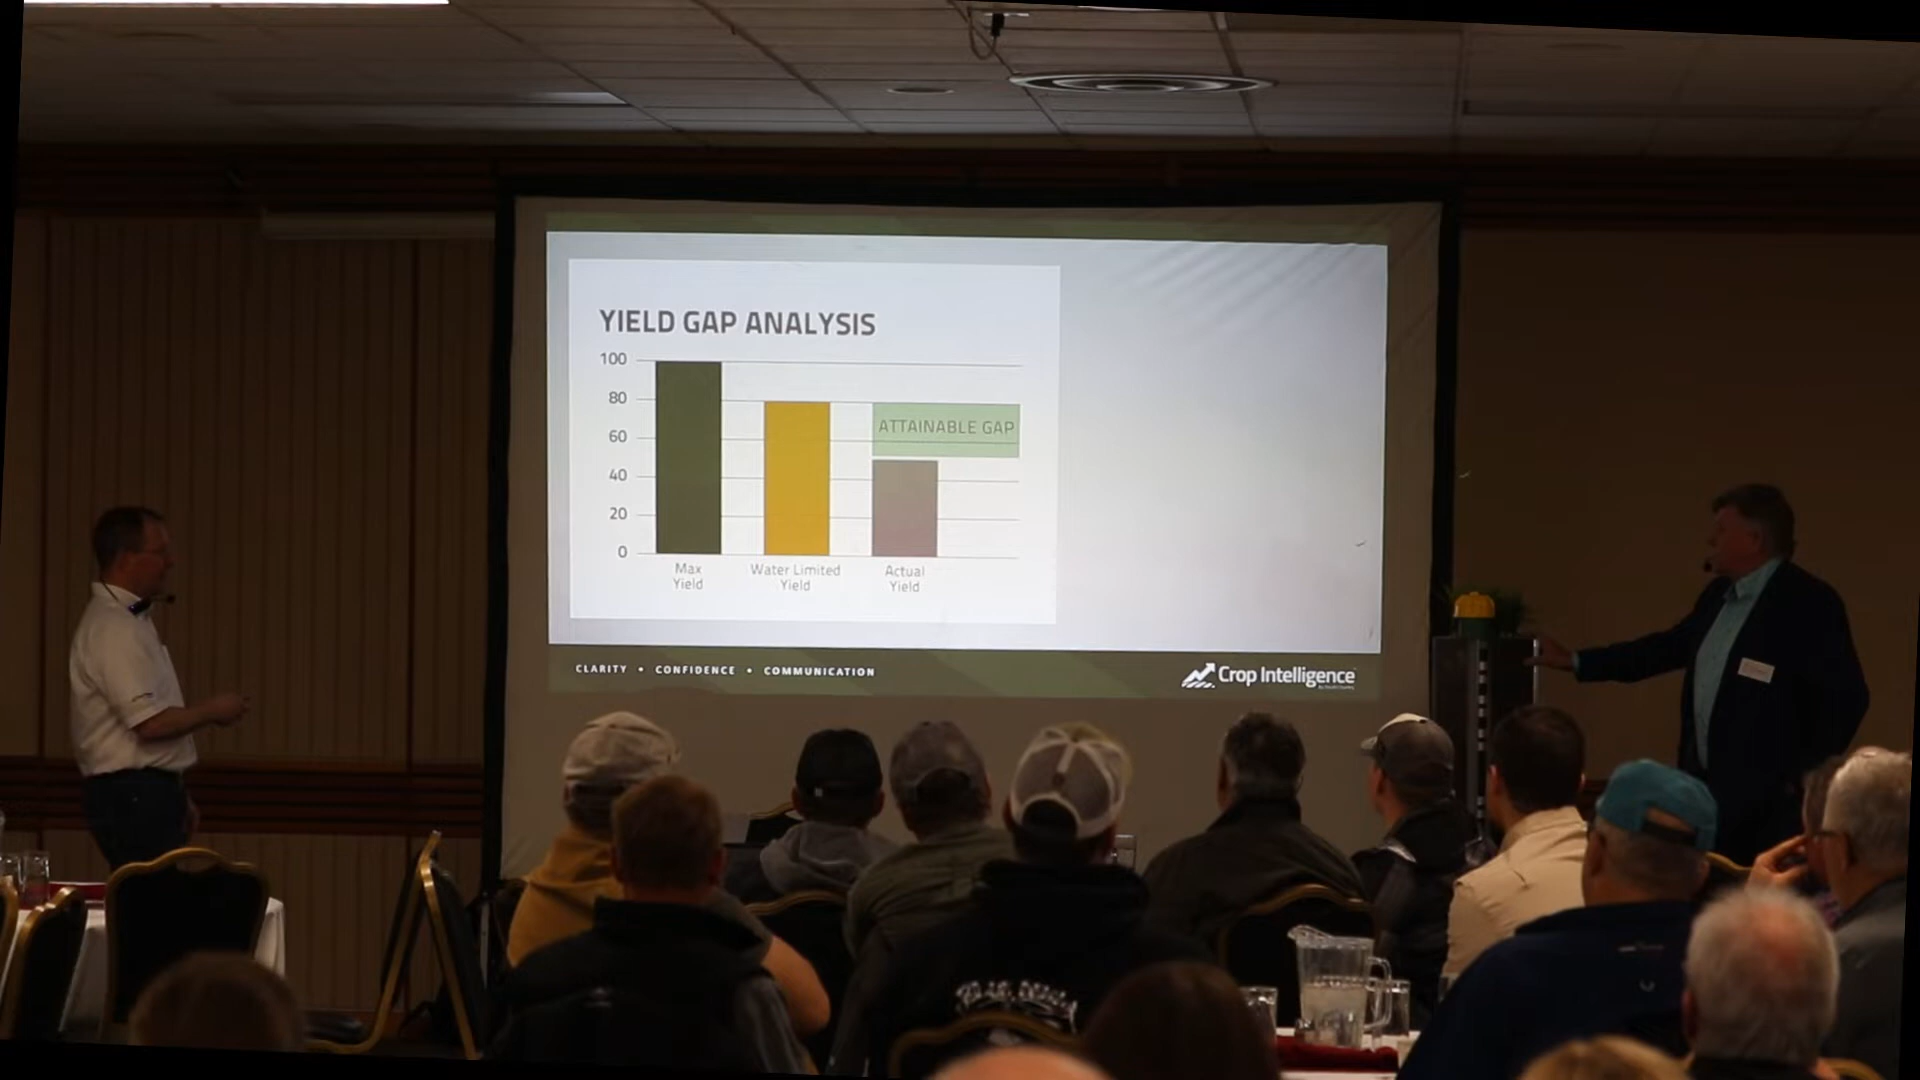 YIELD GAP ANALYSIS
100
80
60
40
20
0
ATTAINABLE GAP
Max
Yield
Water Limited
Yield
Actual
Yield
CLARITY • CONFIDENCE • COMMUNICATION
Crop Intelligence